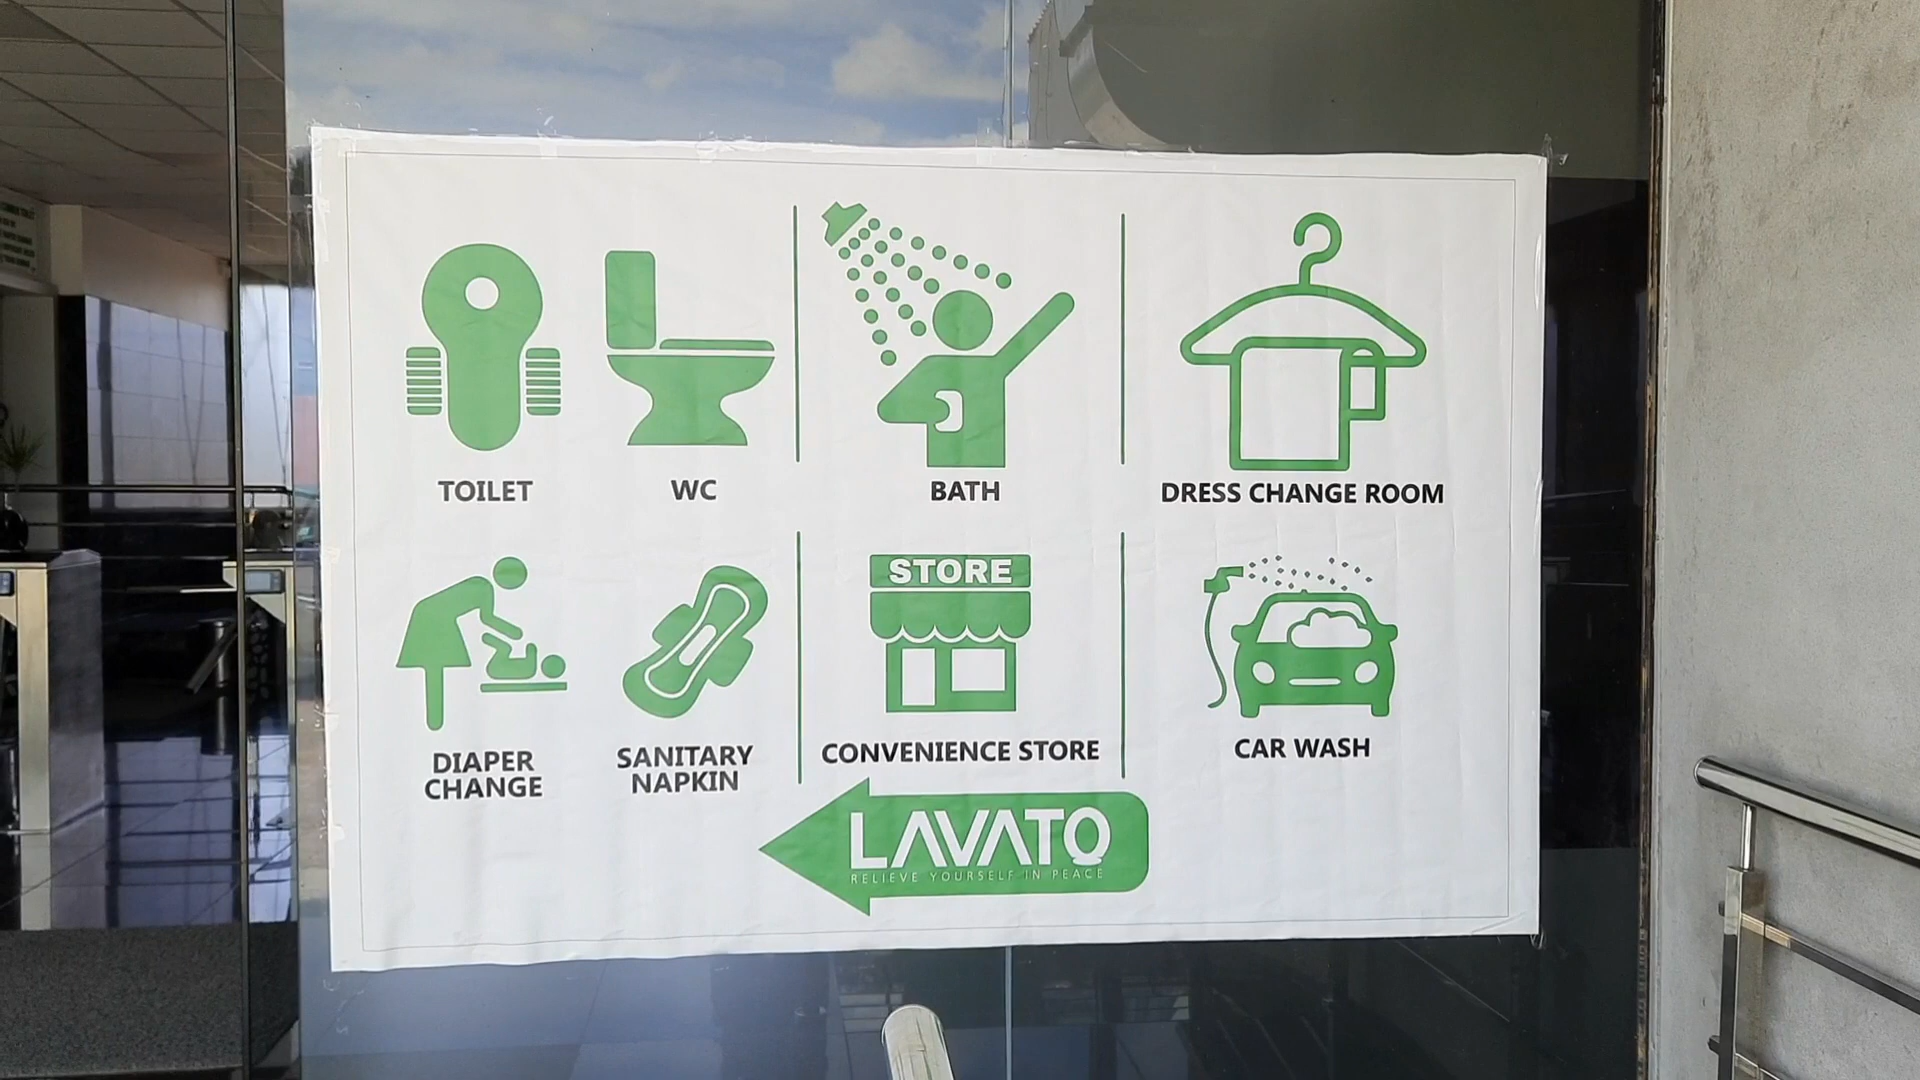 TOILET
WC
BATH
DRESS CHANGE ROOM
DIAPER
CHANGE
SANITARY
NAPKIN
STORE
CONVENIENCE STORE
CAR WASH
LAVATO
RELIEVE YOURSELF IN PEACE